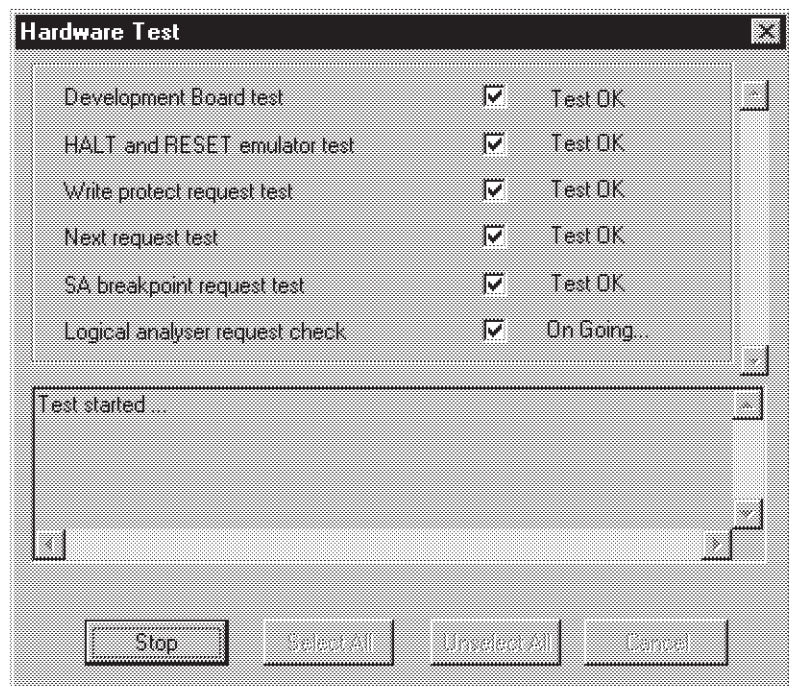 Hardware Test
Development Board test Test OK
HALT and RESET emulator test Test OK
Write protect request test Test OK
Next request test Test OK
SA breakpoint request test Test OK
Logical analyser request check On Going...
Test started ...
Stop Select All Unselect All Cancel